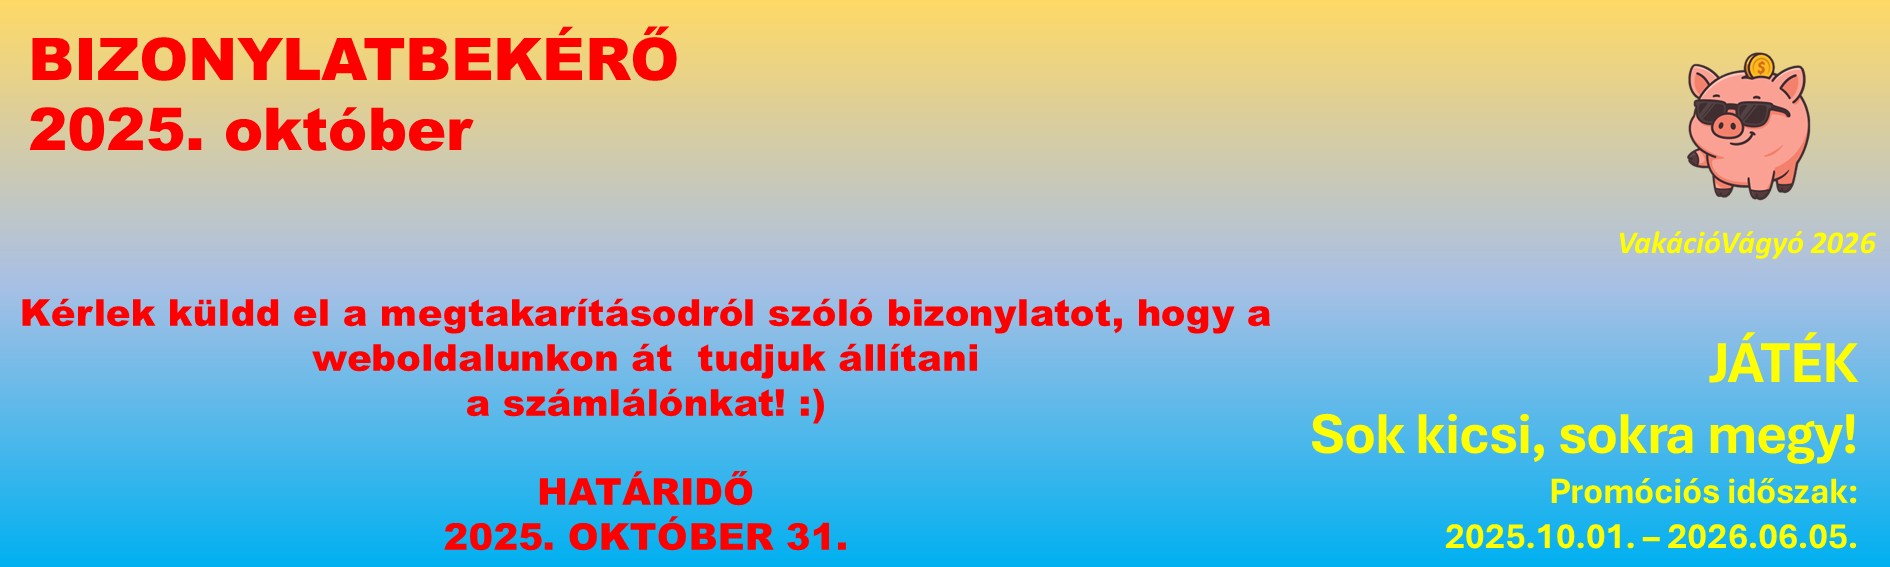 BIZONYLATBEKÉRŐ
2025. október
VakációVágyó 2026
Kérlek küldd el a megtakarításodról szóló bizonylatot, hogy a
weboldalunkon át  tudjuk állítani
a számlálónkat! :)
HATÁRIDŐ
2025. OKTÓBER 31.
JÁTÉK
Sok kicsi, sokra megy!
Promóciós időszak:
2025.10.01. – 2026.06.05.